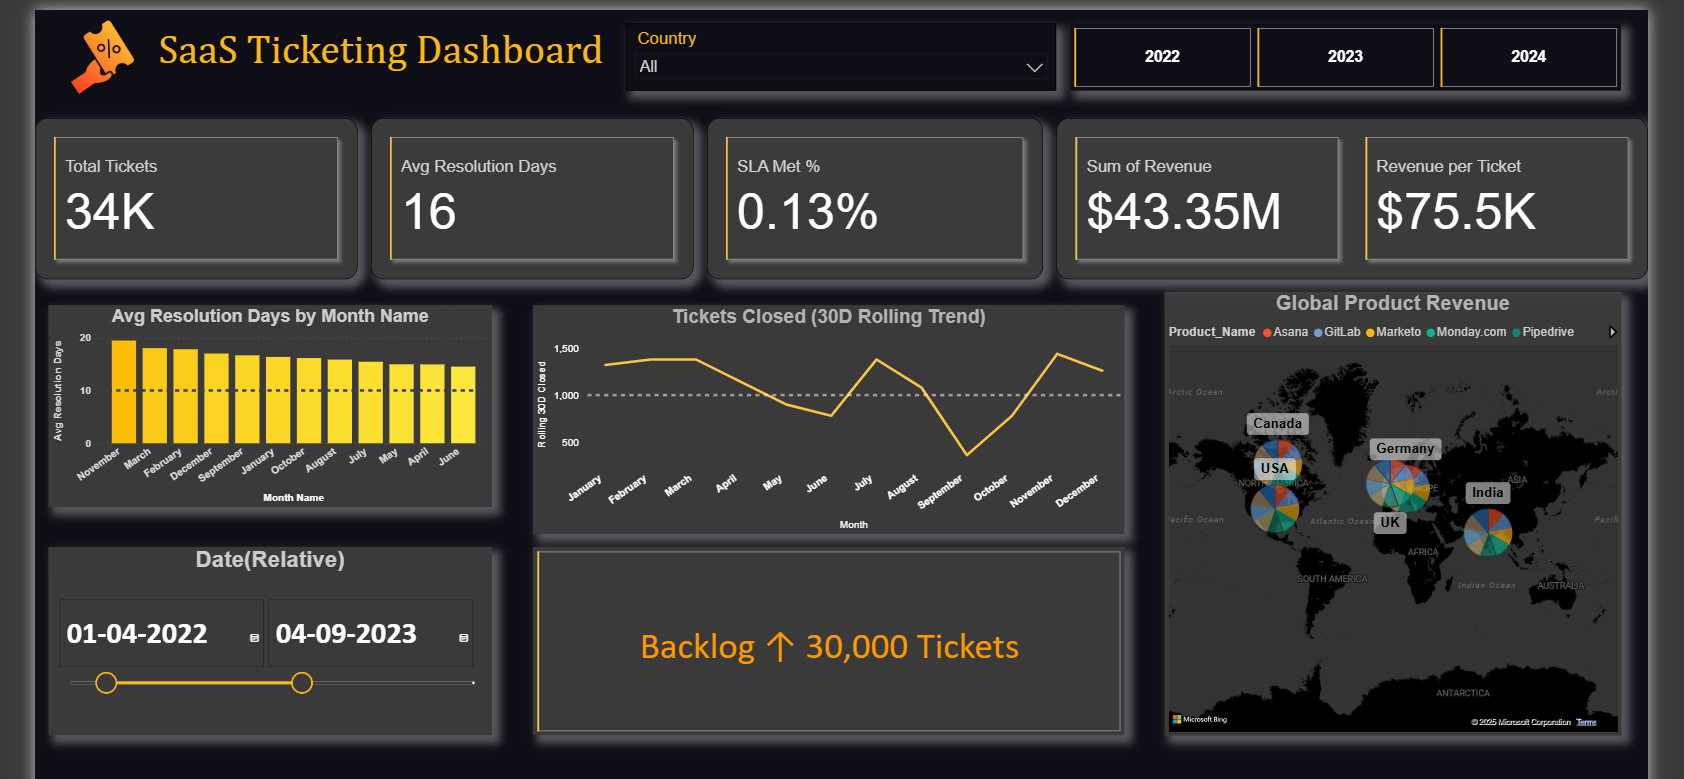 SaaS Ticketing Dashboard
Country
All
2022
2023
2024
Total Tickets
34K
Avg Resolution Days
16
SLA Met %
0.13%
Sum of Revenue
$43.35M
Revenue per Ticket
$75.5K
Avg Resolution Days by Month Name
Avg Resolution Days
20
10
0
November
March
February
December
September
January
October
August
July
May
April
June
Month Name
Tickets Closed (30D Rolling Trend)
Rolling 30D Closed
1,500
1,000
500
January
February
March
April
May
June
July
August
September
October
November
December
Month
Global Product Revenue
Product_Name Asana GitLab Marketo Monday.com Pipedrive
Arctic Ocean
Arcti
Canada
Germany
USA
NORTH AMERICA
ROPE
ASIA
India
acific Ocean
Atlantic Ocean
UK
Pacifi
AFRICA
SOUTH AMERICA
Indian Ocean
AUSTRALIA
ANTARCTICA
Microsoft Bing
© 2025 Microsoft Corporation Terms
Date(Relative)
01-04-2022
04-09-2023
Backlog ↑ 30,000 Tickets